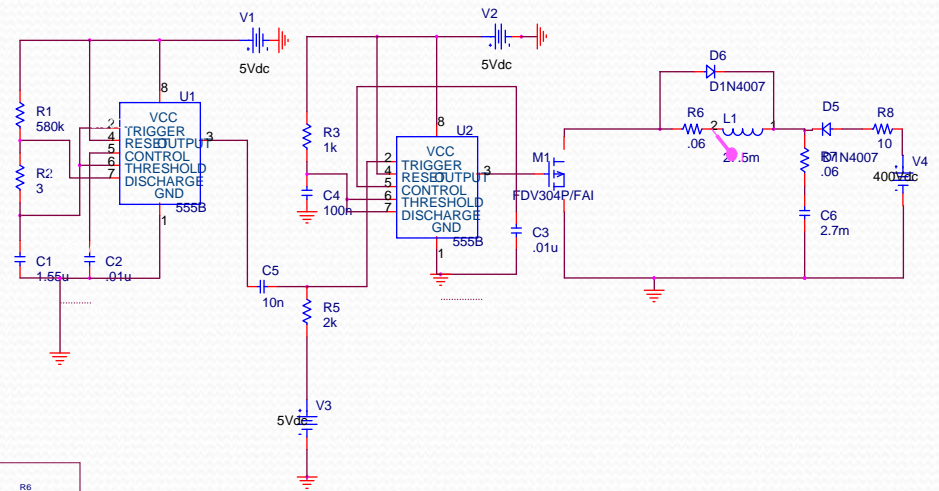 V1
5Vdc
V2
5Vdc
R1
580k
R2
3
C1
1.55u
C2
.01u
8
U1
VCC
2
TRIGGER
4
RESET
OUTPUT
3
5
CONTROL
6
THRESHOLD
7
DISCHARGE
GND
555B
1
R3
1k
C4
100n
8
U2
VCC
2
TRIGGER
4
RESET
OUTPUT
3
5
CONTROL
6
THRESHOLD
7
DISCHARGE
GND
555B
1
C3
.01u
C5
10n
R5
2k
V3
5Vdc
M1
FDV304P/FAI
D6
D1N4007
R6
.06
2
L1
1
D5
D1N4007
R8
10
.06
C6
2.7m
V4
R6